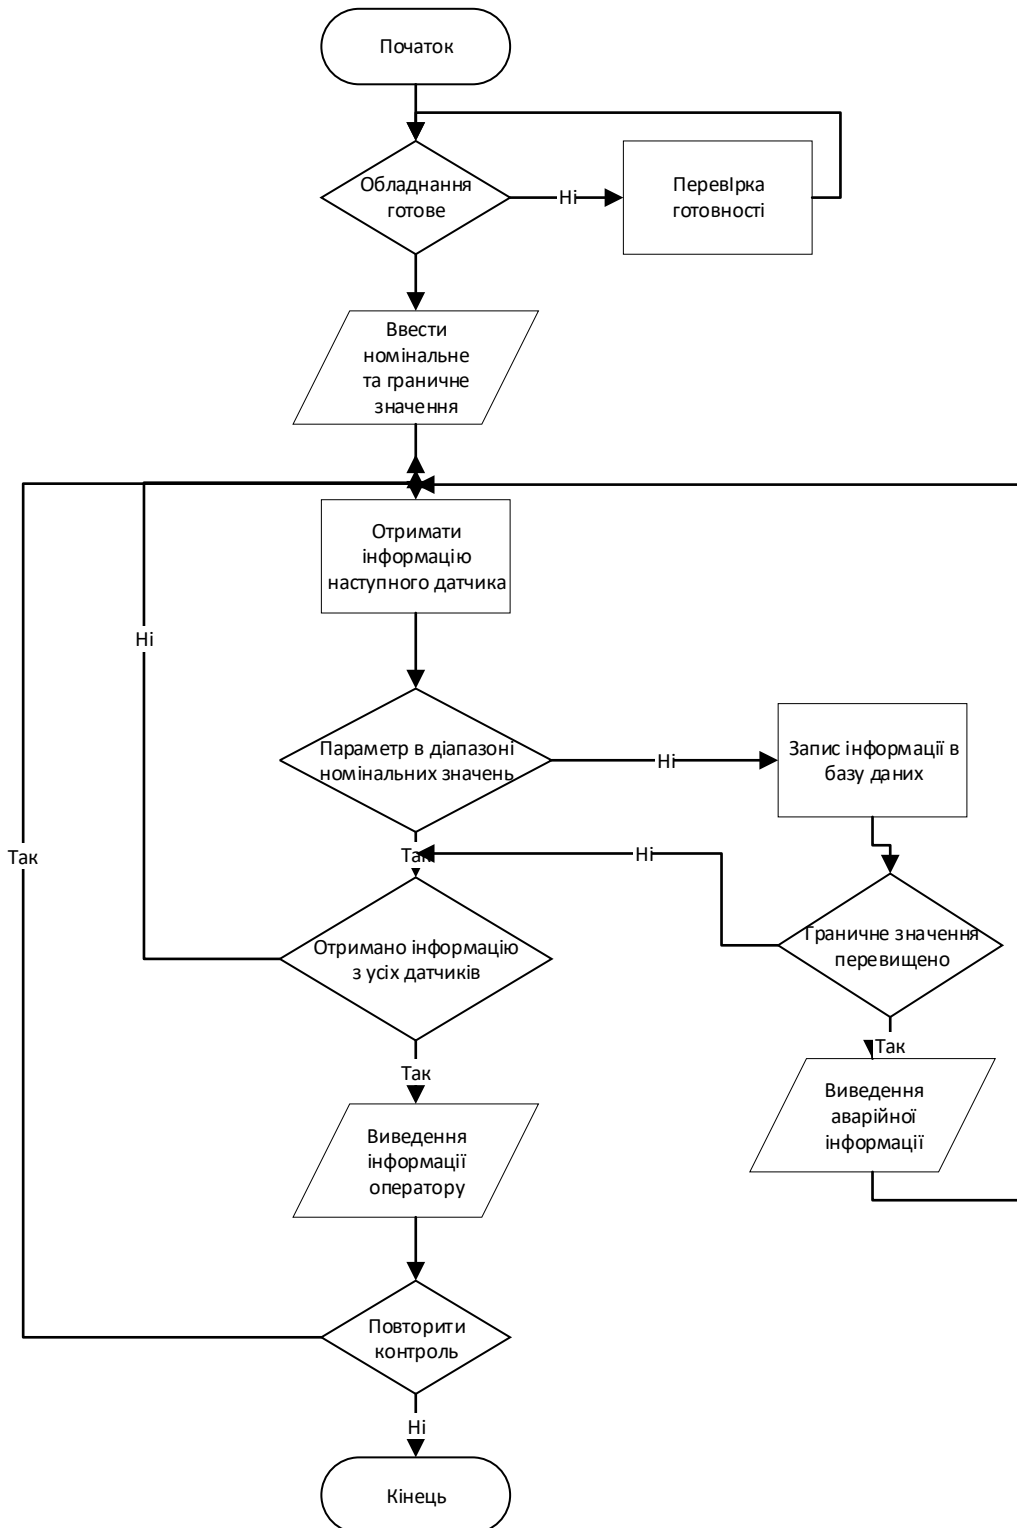 Початок
Обладнання
готове
Ні
ПеревІрка
готовності
Ввести
номінальне
та граничне
значення
Отримати
інформацію
наступного датчика
Ні
Параметр в діапазоні
номінальних значень
Ні
Запис інформації в
базу даних
Так
Так
Ні
Отримано інформацію
з усіх датчиків
Граничне значення
перевищено
Так
Так
Виведення
аварійної
інформації
Виведення
інформації
оператору
Повторити
контроль
Ні
Кінець